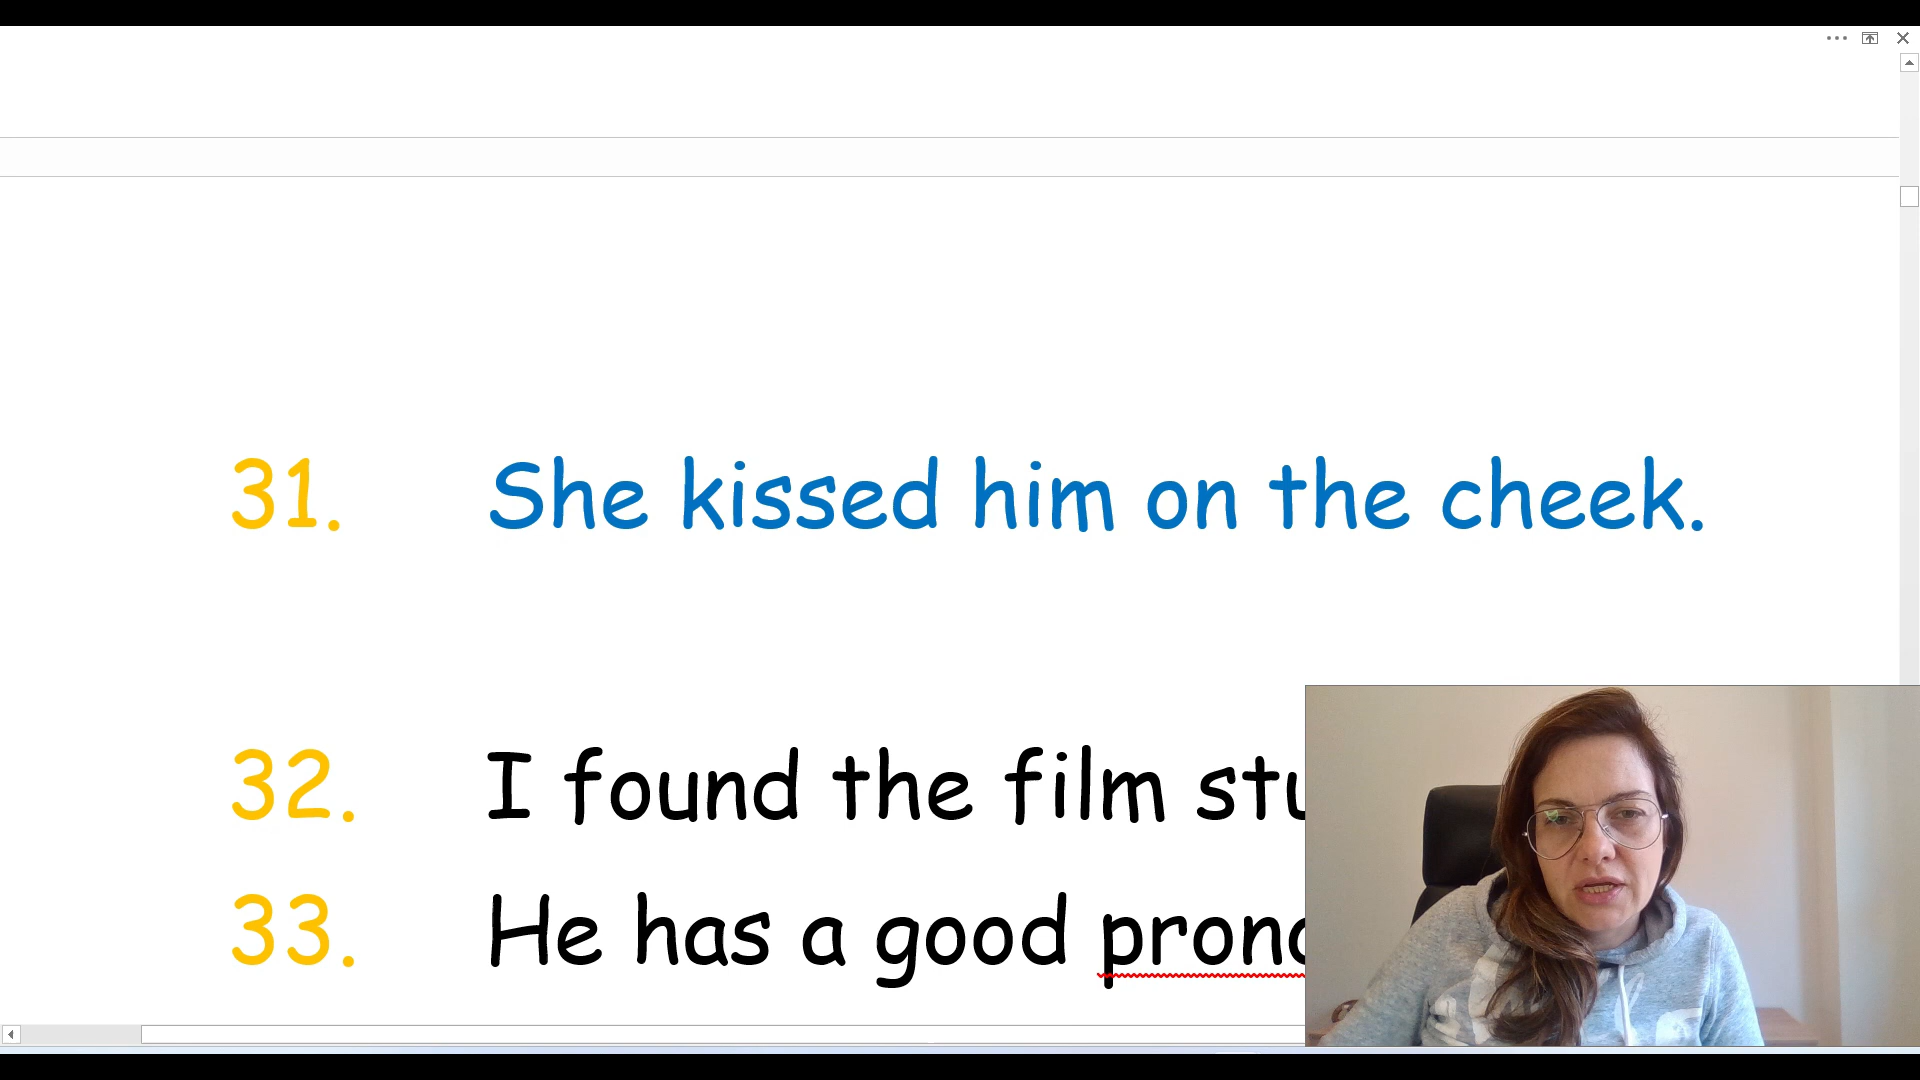 31. She kissed him on the cheek.
32. I found the film
33. He has a good